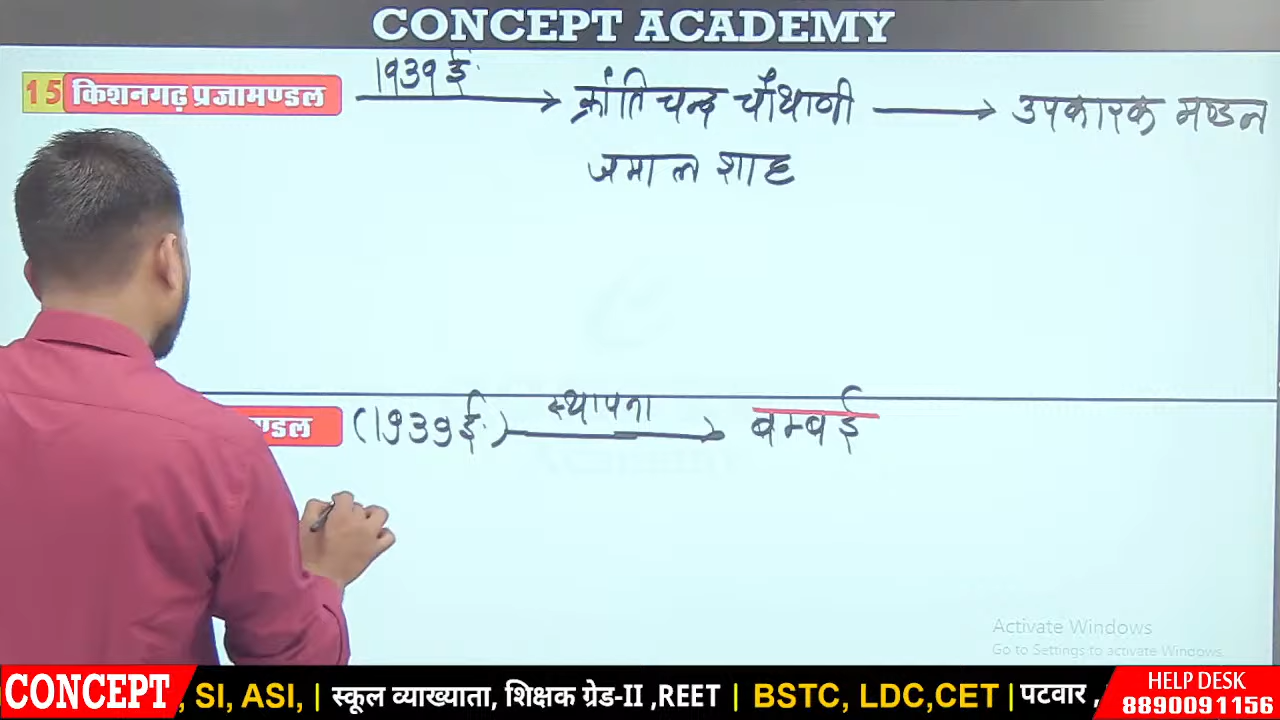 CONCEPT ACADEMY
1939 ई.
15 किशनगढ़ प्रजामण्डल क्रांति चन्द्र चौथाणी उपकारक मण्डल
जमाल शाह
स्थापना
ण्डल (1939 ई.) बम्बई
Activate Windows
Go to Settings to activate Windows.
CONCEPT , SI, ASI, | स्कूल व्याख्याता, शिक्षक ग्रेड-II ,REET | BSTC, LDC,CET | पटवार , HELP DESK
8890091156